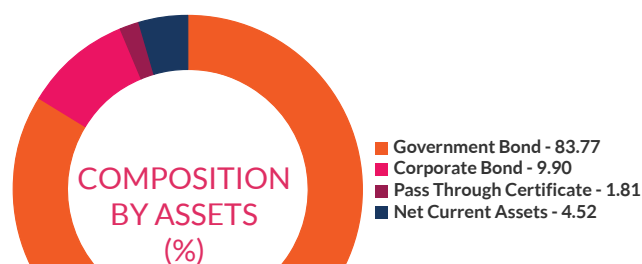 COMPOSITION
BY ASSETS
(%)
Government Bond - 83.77
Corporate Bond - 9.90
Pass Through Certificate - 1.81
Net Current Assets - 4.52